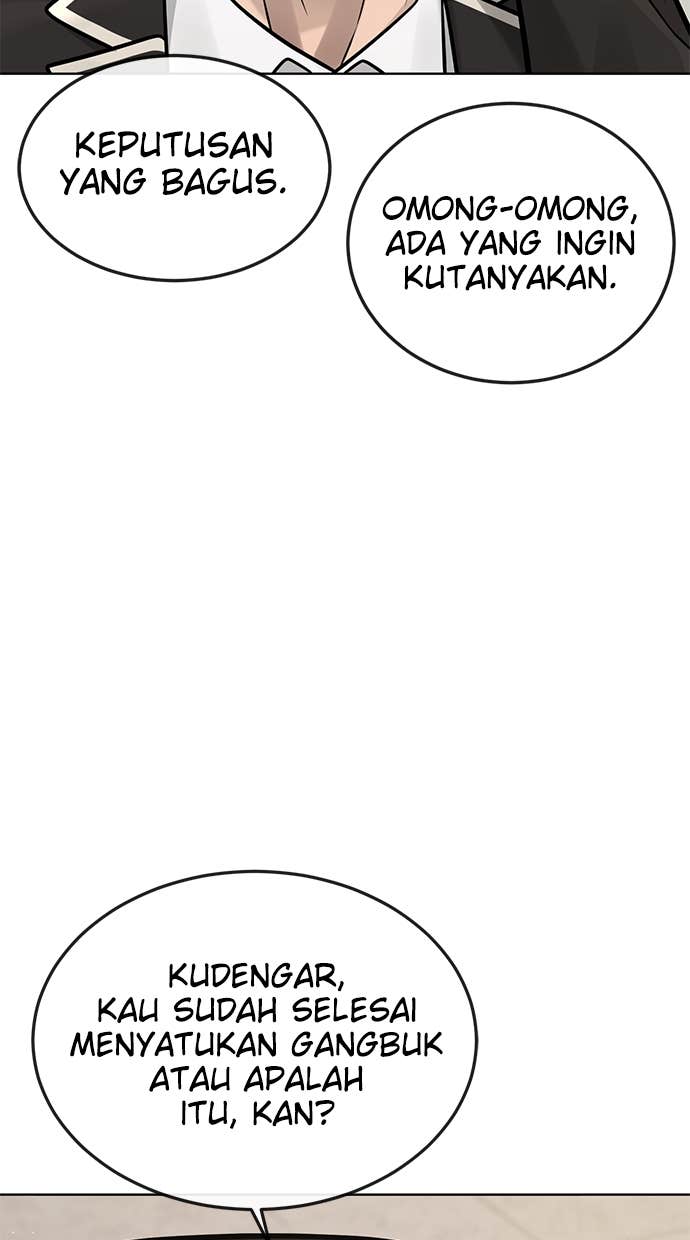 KEPUTUSAN
YANG BAGUS.
OMONG-OMONG,
ADA YANG INGIN
KUTANYAKAN.
KUDENGAR,
KAU SUDAH SELESAI
MENYATUKAN GANGBUK
ATAU APALAH
ITU, KAN?